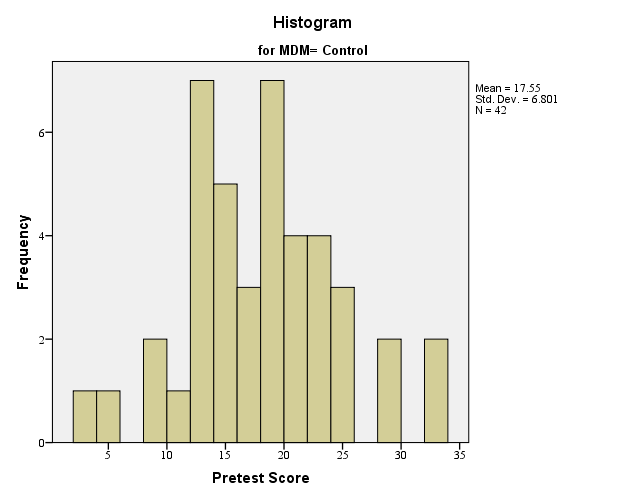 Histogram
for MDM= Control
Mean = 17.55
Std. Dev. = 6.801
N = 42
Frequency
6
4
2
0
5 10 15 20 25 30 35
Pretest Score